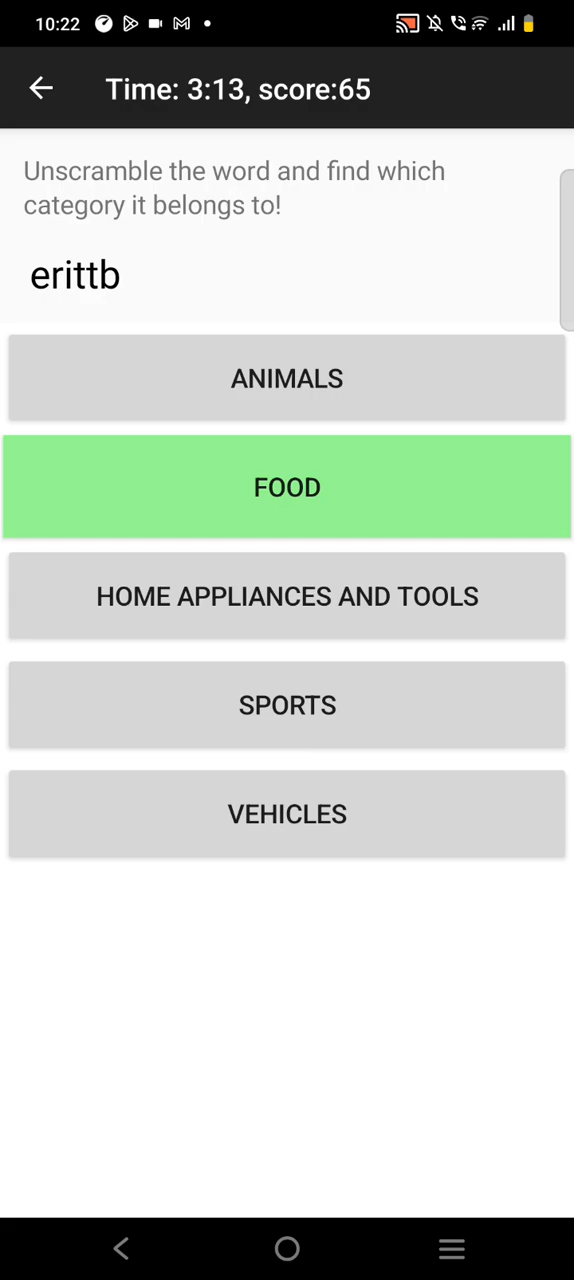 10:22
Time: 3:13, score:65
Unscramble the word and find which
category it belongs to!
erittb
ANIMALS
FOOD
HOME APPLIANCES AND TOOLS
SPORTS
VEHICLES